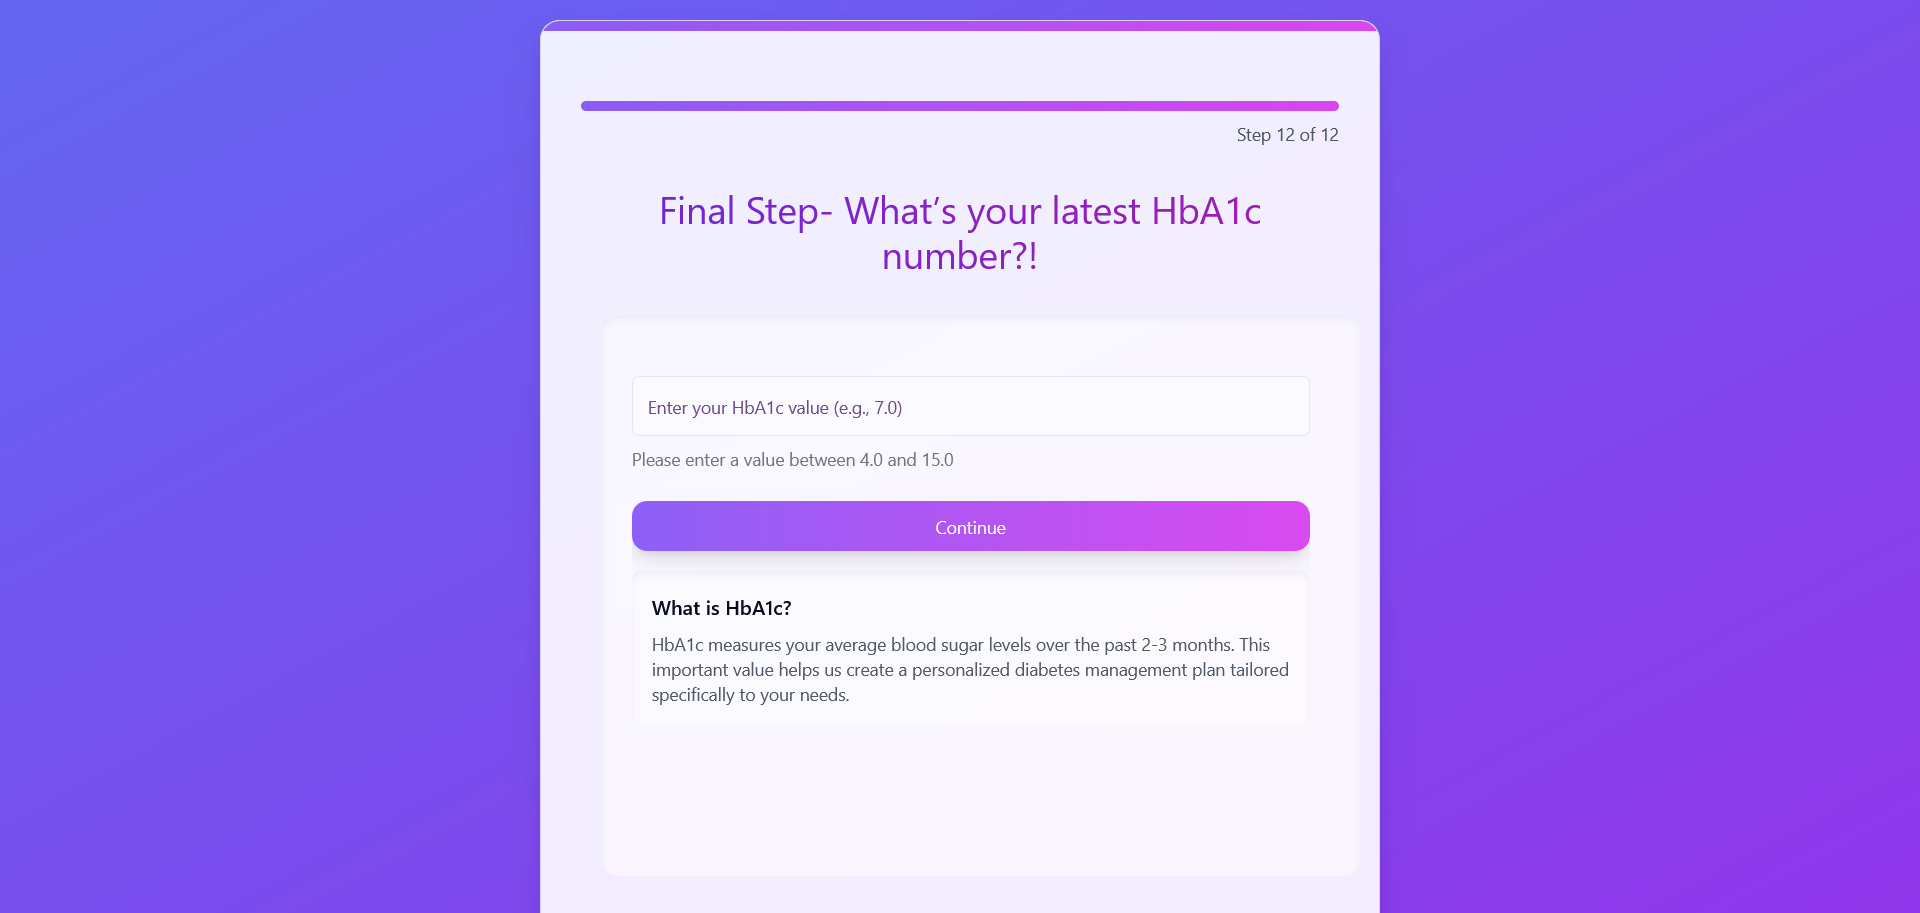 Step 12 of 12
Final Step- What’s your latest HbA1c
number?!
Enter your HbA1c value (e.g., 7.0)
Please enter a value between 4.0 and 15.0
Continue
What is HbA1c?
HbA1c measures your average blood sugar levels over the past 2-3 months. This
important value helps us create a personalized diabetes management plan tailored
specifically to your needs.